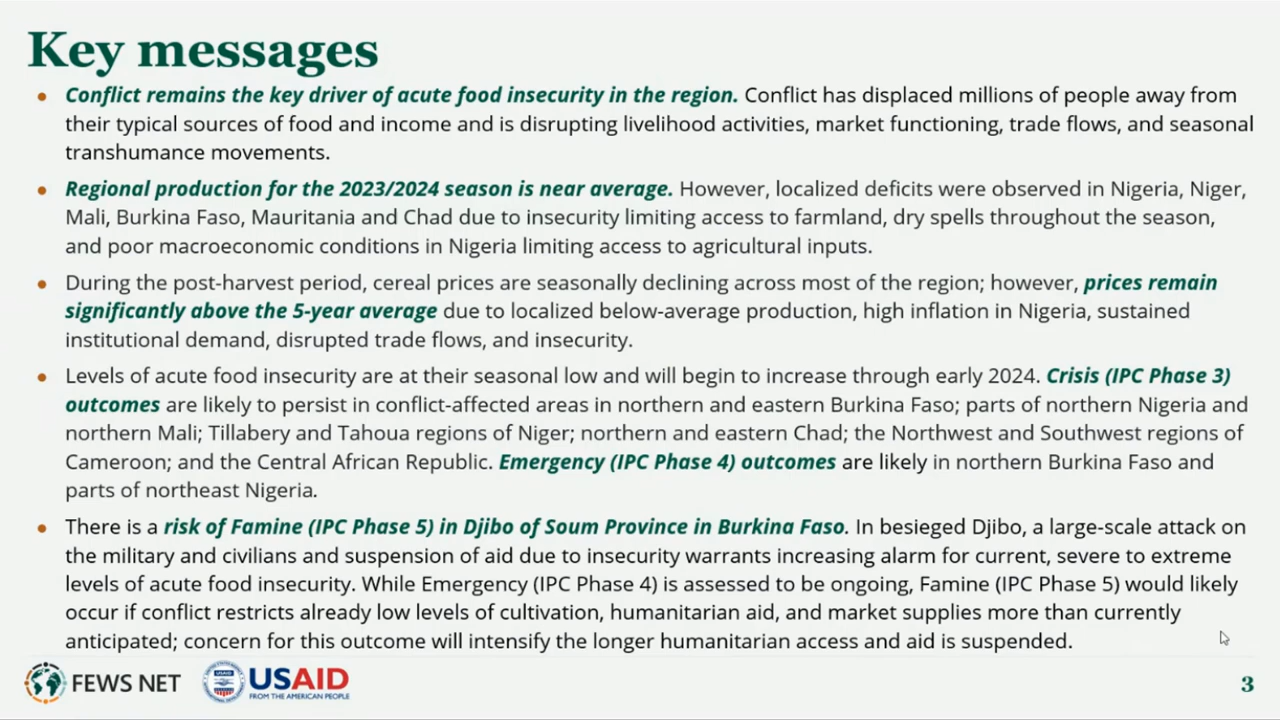 Key messages
• Conflict remains the key driver of acute food insecurity in the region. Conflict has displaced millions of people away from
their typical sources of food and income and is disrupting livelihood activities, market functioning, trade flows, and seasonal
transhumance movements.
• Regional production for the 2023/2024 season is near average. However, localized deficits were observed in Nigeria, Niger,
Mali, Burkina Faso, Mauritania and Chad due to insecurity limiting access to farmland, dry spells throughout the season,
and poor macroeconomic conditions in Nigeria limiting access to agricultural inputs.
• During the post-harvest period, cereal prices are seasonally declining across most of the region; however, prices remain
significantly above the 5-year average due to localized below-average production, high inflation in Nigeria, sustained
institutional demand, disrupted trade flows, and insecurity.
• Levels of acute food insecurity are at their seasonal low and will begin to increase through early 2024. Crisis (IPC Phase 3)
outcomes are likely to persist in conflict-affected areas in northern and eastern Burkina Faso; parts of northern Nigeria and
northern Mali; Tillabery and Tahoua regions of Niger; northern and eastern Chad; the Northwest and Southwest regions of
Cameroon; and the Central African Republic. Emergency (IPC Phase 4) outcomes are likely in northern Burkina Faso and
parts of northeast Nigeria.
• There is a risk of Famine (IPC Phase 5) in Djibo of Soum Province in Burkina Faso. In besieged Djibo, a large-scale attack on
the military and civilians and suspension of aid due to insecurity warrants increasing alarm for current, severe to extreme
levels of acute food insecurity. While Emergency (IPC Phase 4) is assessed to be ongoing, Famine (IPC Phase 5) would likely
occur if conflict restricts already low levels of cultivation, humanitarian aid, and market supplies more than currently
anticipated; concern for this outcome will intensify the longer humanitarian access and aid is suspended.
FEWS NET
USAID
FROM THE AMERICAN PEOPLE
3